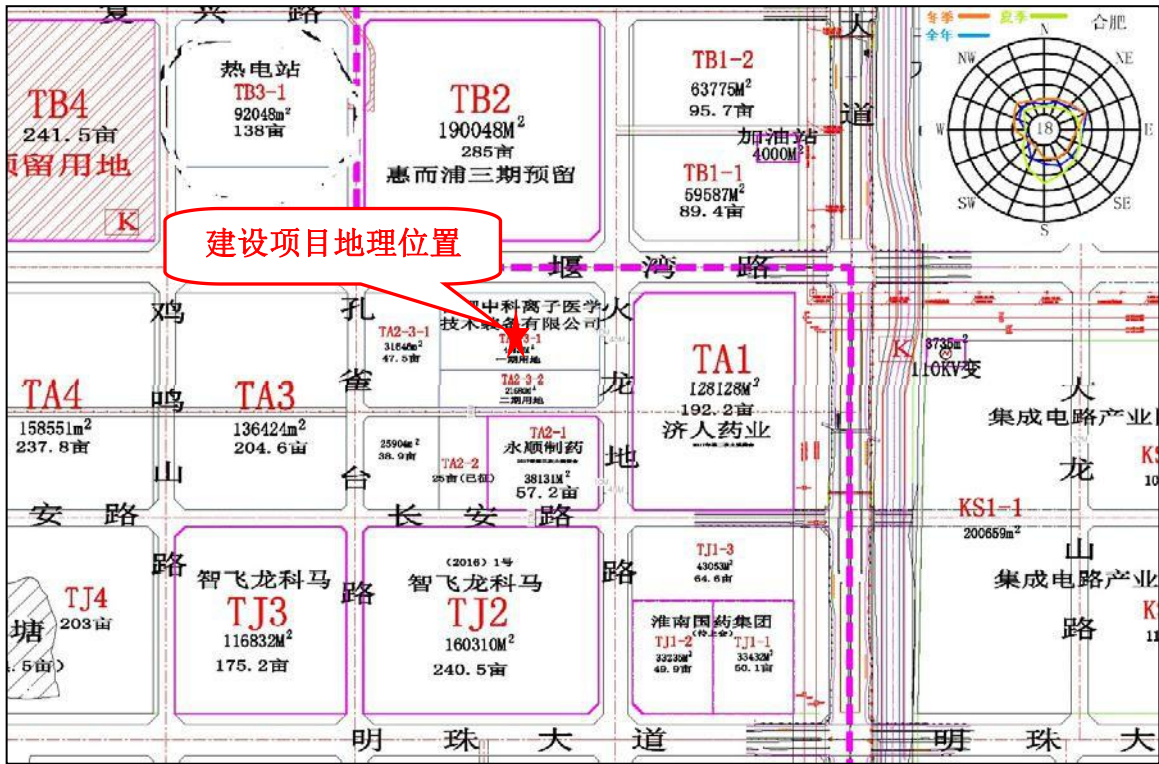 复 兴 路
大 道
冬季
夏季
全年
合肥
N
NE
E
SE
S
SW
W
NW
18
TB4
241.5亩
预留用地
K
热电站
TB3-1
92048m²
138亩
TB2
190048M²
285亩
惠而浦三期预留
TB1-2
63775M²
95.7亩
加油站
4000M²
TB1-1
59587M²
89.4亩
建设项目地理位置
堰 湾 路
鸡 鸣 山 路
孔 雀 台 路
火 龙 地 路
中科离子医学
技术装备有限公司
一期用地
TA2-3-1
31646m²
47.5亩
TA2-3-2
二期用地
TA1
128128M²
192.2亩
济人药业
K
3735m²
110KV变
TA4
158551m²
237.8亩
TA3
136424m²
204.6亩
25904m²
38.9亩
TA2-2
25亩(已征)
TA2-1
永顺制药
38131M²
57.2亩
集成电路产业
KS1-1
200659m²
集成电路产业
龙 山 路
安 路
长 安 路
TJ4
203亩
塘
.5亩)
智飞龙科马
TJ3
116832M²
175.2亩
(2016)1号
智飞龙科马
TJ2
160310M²
240.5亩
TJ1-3
43053M²
64.6亩
淮南国药集团
TJ1-2
33235M²
49.9亩
TJ1-1
33432M²
50.1亩
明 珠 大 道
明 珠 大